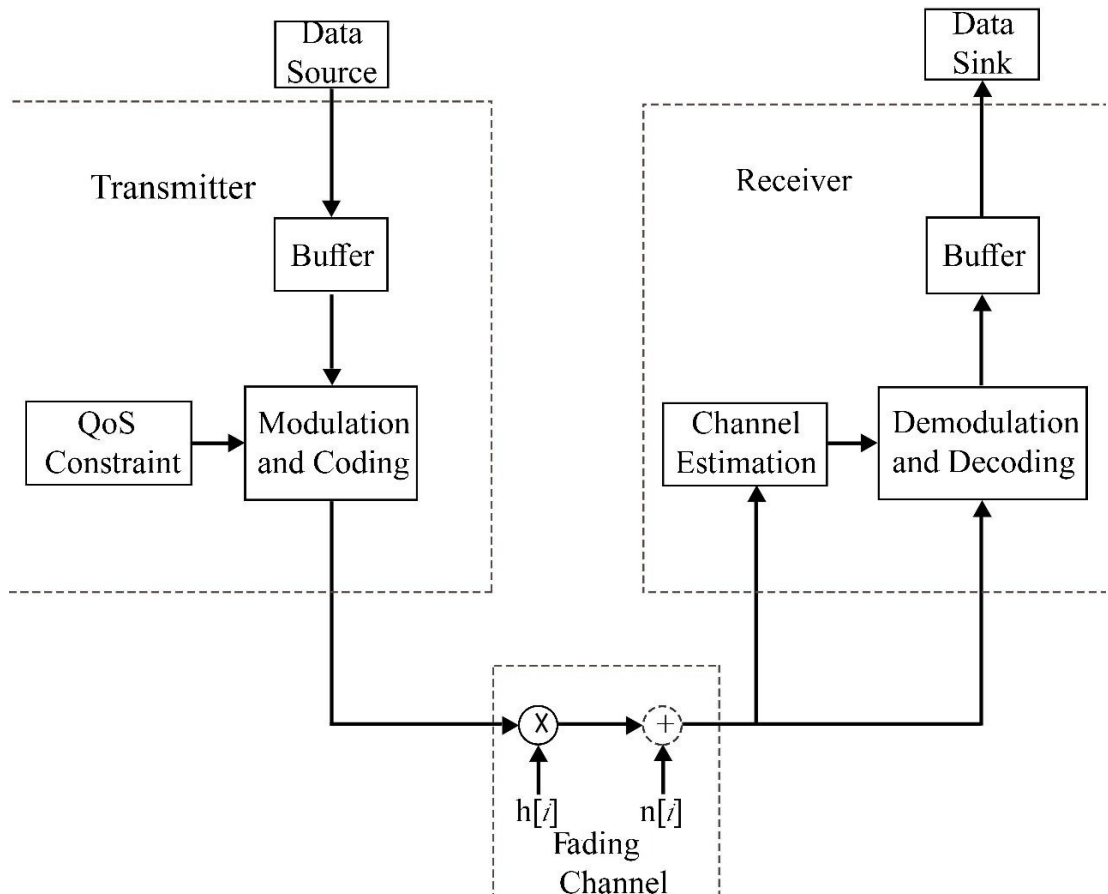 Data
Source
Transmitter
Buffer
QoS
Constraint
Modulation
and Coding
Data
Sink
Receiver
Buffer
Channel
Estimation
Demodulation
and Decoding
X
+
h[i]
n[i]
Fading
Channel